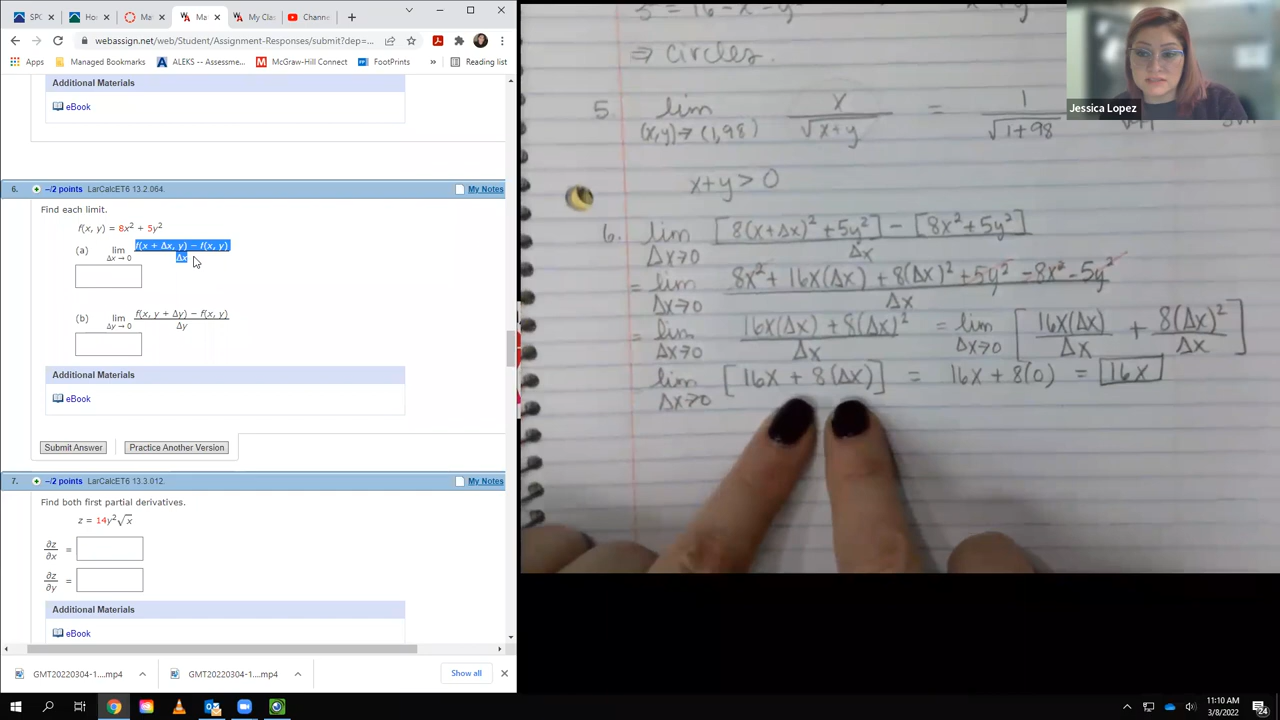 SPC
Hor
Ma
Ma
My Cla
Channe
webassign.net/web/Student/Assignment-Responses/submit?dep=...
Apps
Managed Bookmarks
ALEKS -- Assessme...
McGraw-Hill Connect
FootPrints
Reading list
Additional Materials
eBook
6. −/2 points LarCalcET6 13.2.064. My Notes
Find each limit.
f(x, y) = 8x² + 5y²
(a) lim Δx → 0 f(x + Δx, y) − f(x, y) / Δx
(b) lim Δy → 0 f(x, y + Δy) − f(x, y) / Δy
Additional Materials
eBook
Submit Answer
Practice Another Version
7. −/2 points LarCalcET6 13.3.012. My Notes
Find both first partial derivatives.
z = 14y²√x
∂z/∂x =
∂z/∂y =
Additional Materials
eBook
GMT20220304-1....mp4
GMT20220304-1....mp4
Show all
⇒ circles.
5. lim (x,y)→(1,98) x/√x+y = 1/√1+98
x+y > 0
6. lim Δx→0 [8(x+Δx)² + 5y²] − [8x² + 5y²] / Δx
= lim Δx→0 8x² + 16x(Δx) + 8(Δx)² + 5y² − 8x² − 5y² / Δx
= lim Δx→0 16x(Δx) + 8(Δx)² / Δx = lim Δx→0 [16x(Δx)/Δx + 8(Δx)²/Δx]
lim Δx→0 [16x + 8(Δx)] = 16x + 8(0) = 16x
Jessica Lopez
11:10 AM
3/8/2022
24